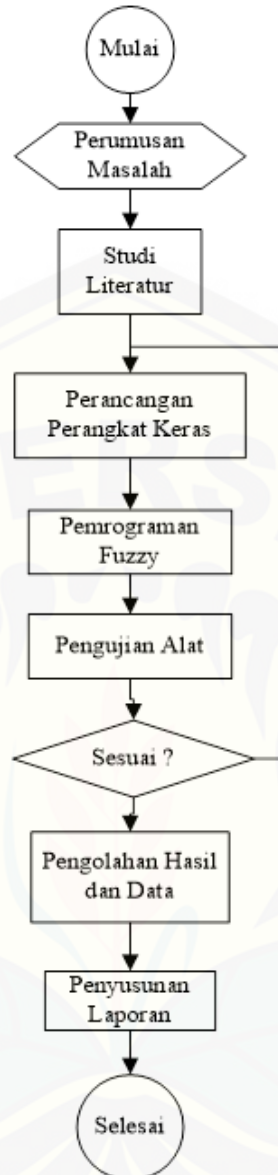 Mulai
Perumusan
Masalah
Studi
Literatur
Perancangan
Perangkat Keras
Pemrograman
Fuzzy
Pengujian Alat
Sesuai ?
Pengolahan Hasil
dan Data
Penyusunan
Laporan
Selesai